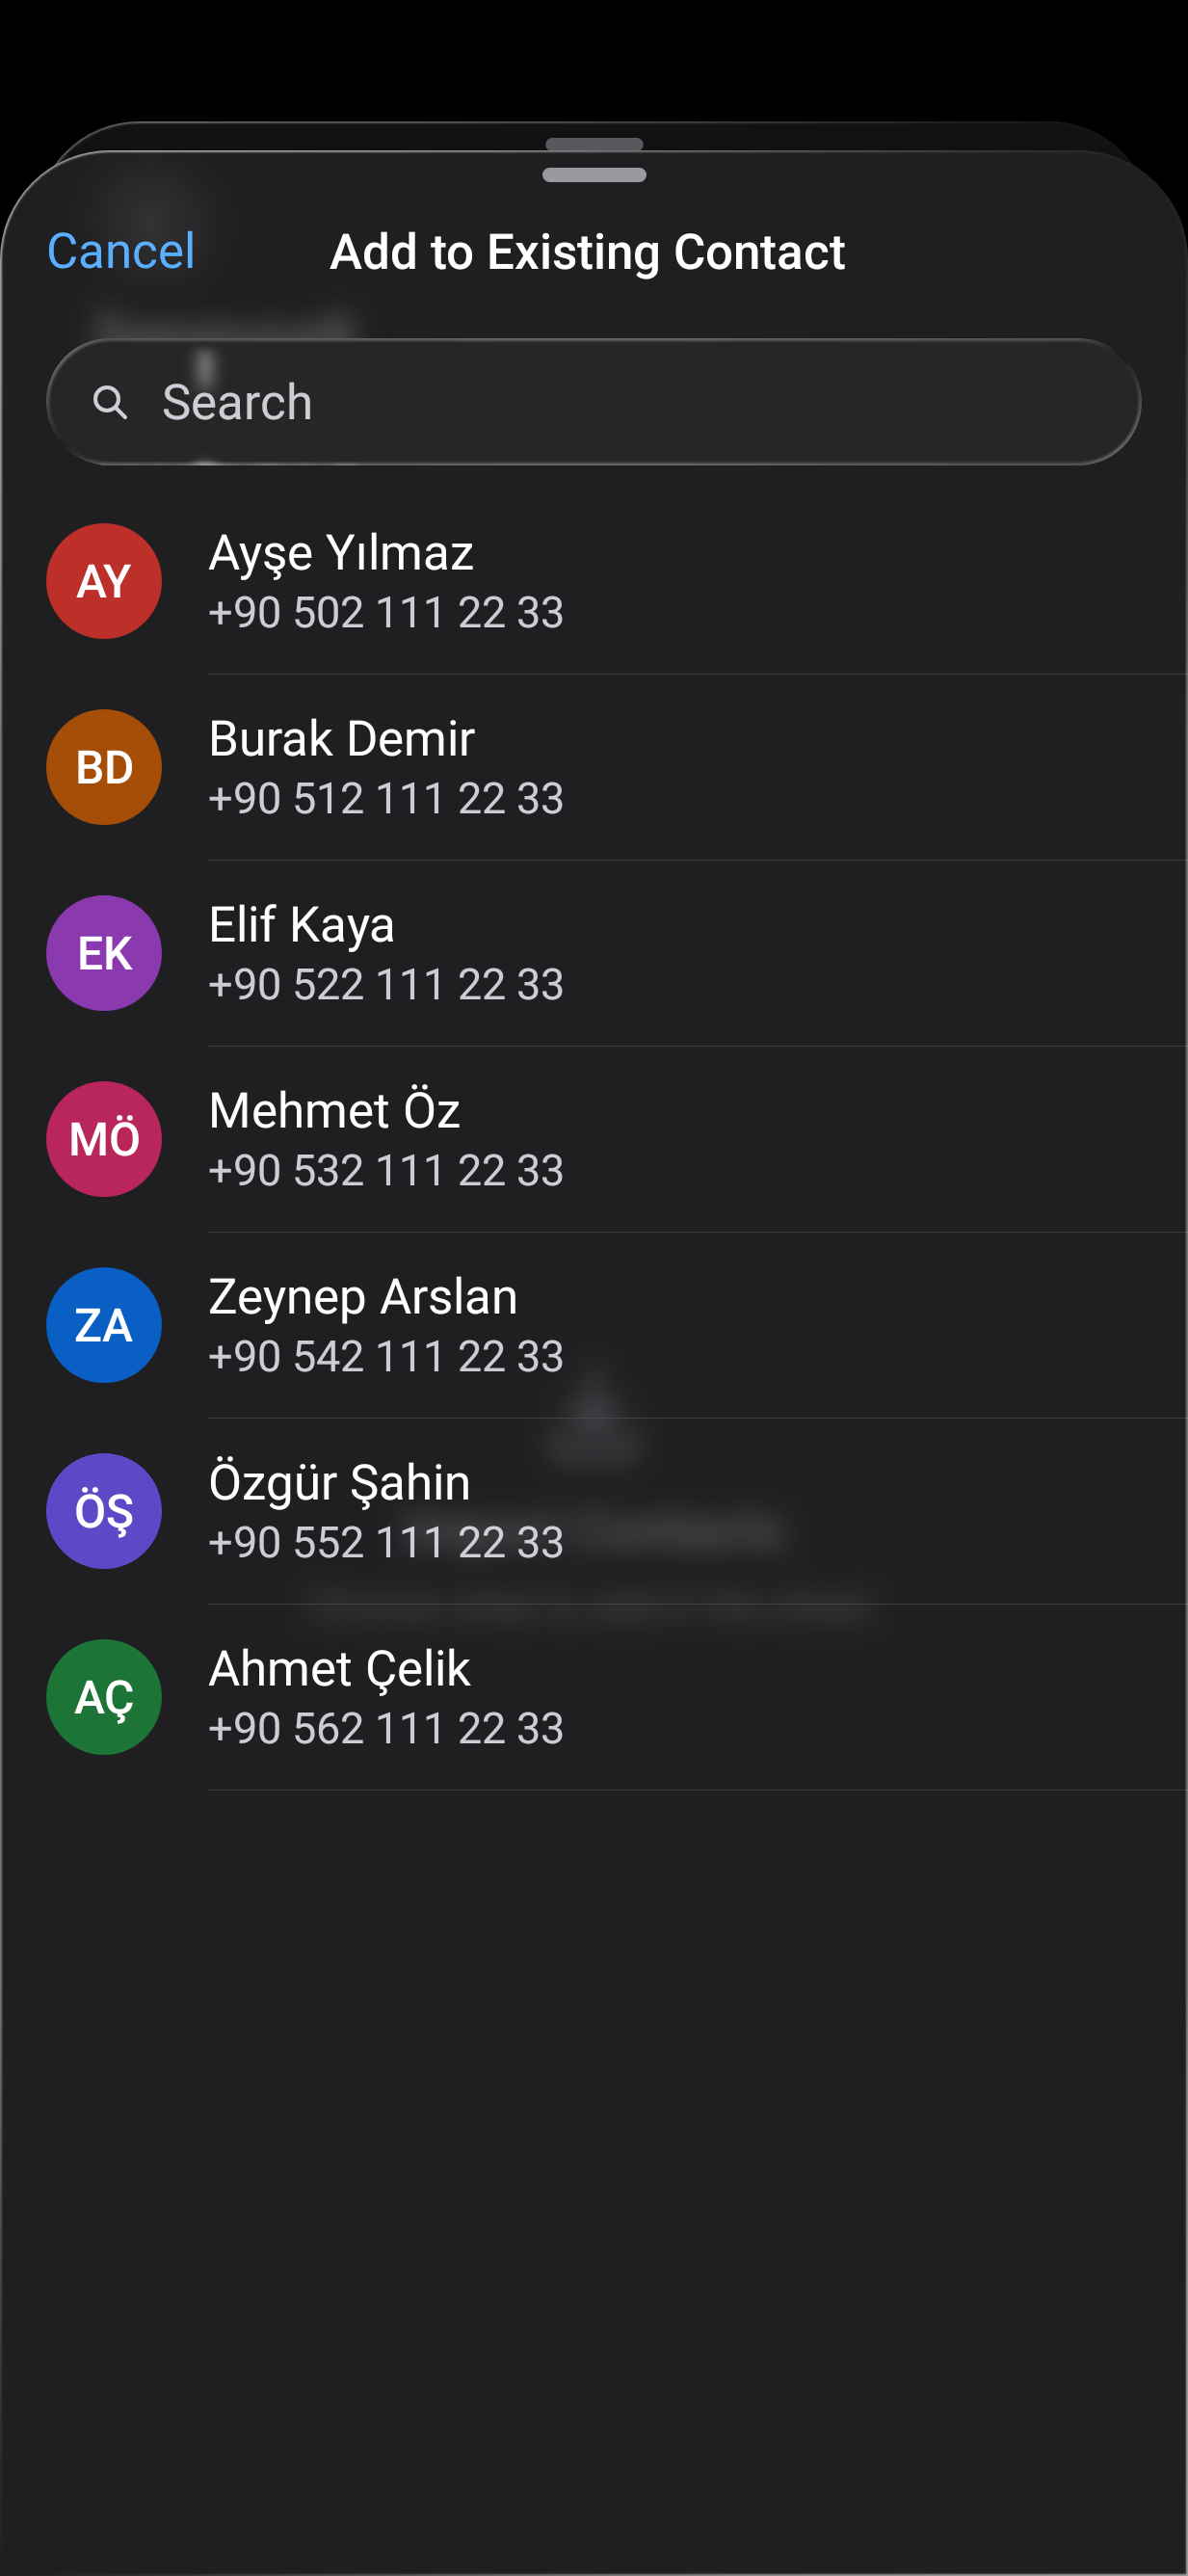 Cancel
Add to Existing Contact
Search
AY
Ayşe Yılmaz
+90 502 111 22 33
BD
Burak Demir
+90 512 111 22 33
EK
Elif Kaya
+90 522 111 22 33
MÖ
Mehmet Öz
+90 532 111 22 33
ZA
Zeynep Arslan
+90 542 111 22 33
ÖŞ
Özgür Şahin
+90 552 111 22 33
AÇ
Ahmet Çelik
+90 562 111 22 33